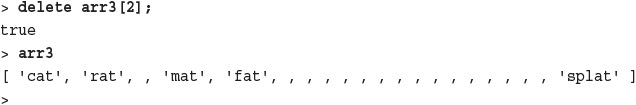 > delete arr3[2];
true
> arr3
[ 'cat', 'rat', , 'mat', 'fat', , , , , , , , , , , , , , , , 'splat' ]
>